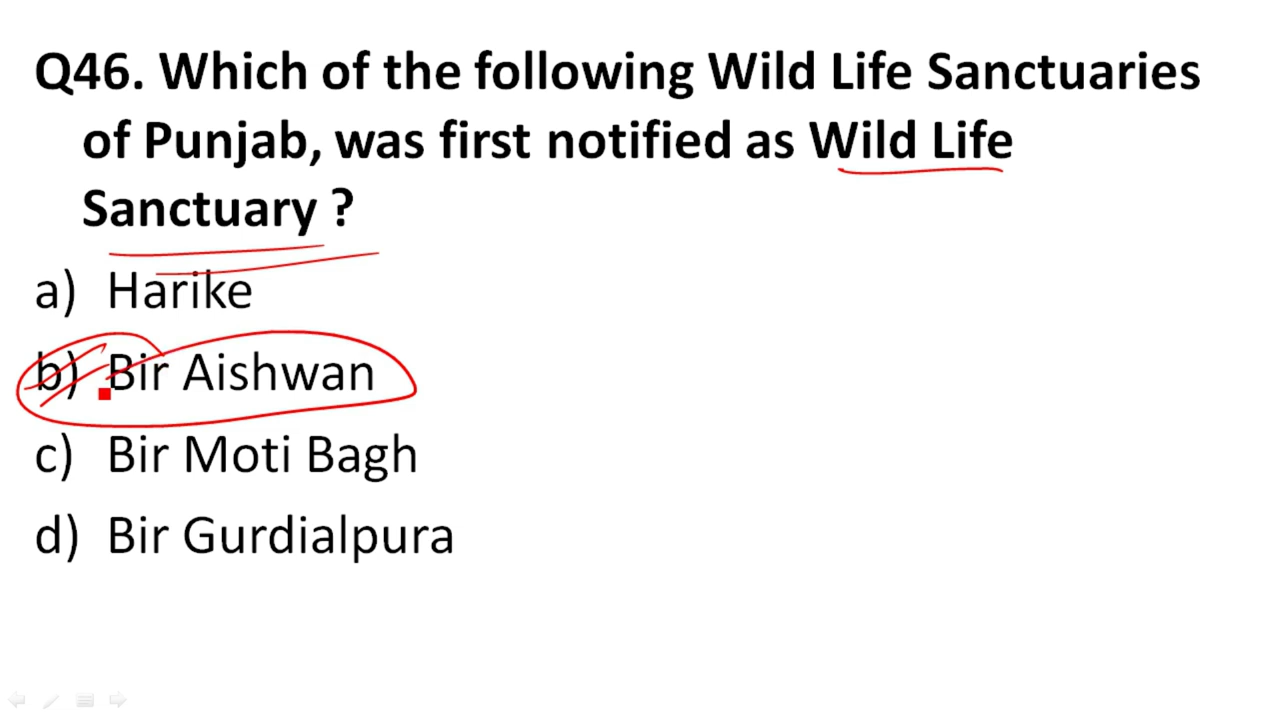 Q46. Which of the following Wild Life Sanctuaries
of Punjab, was first notified as Wild Life
Sanctuary ?
a) Harike
b) Bir Aishwan
c) Bir Moti Bagh
d) Bir Gurdialpura